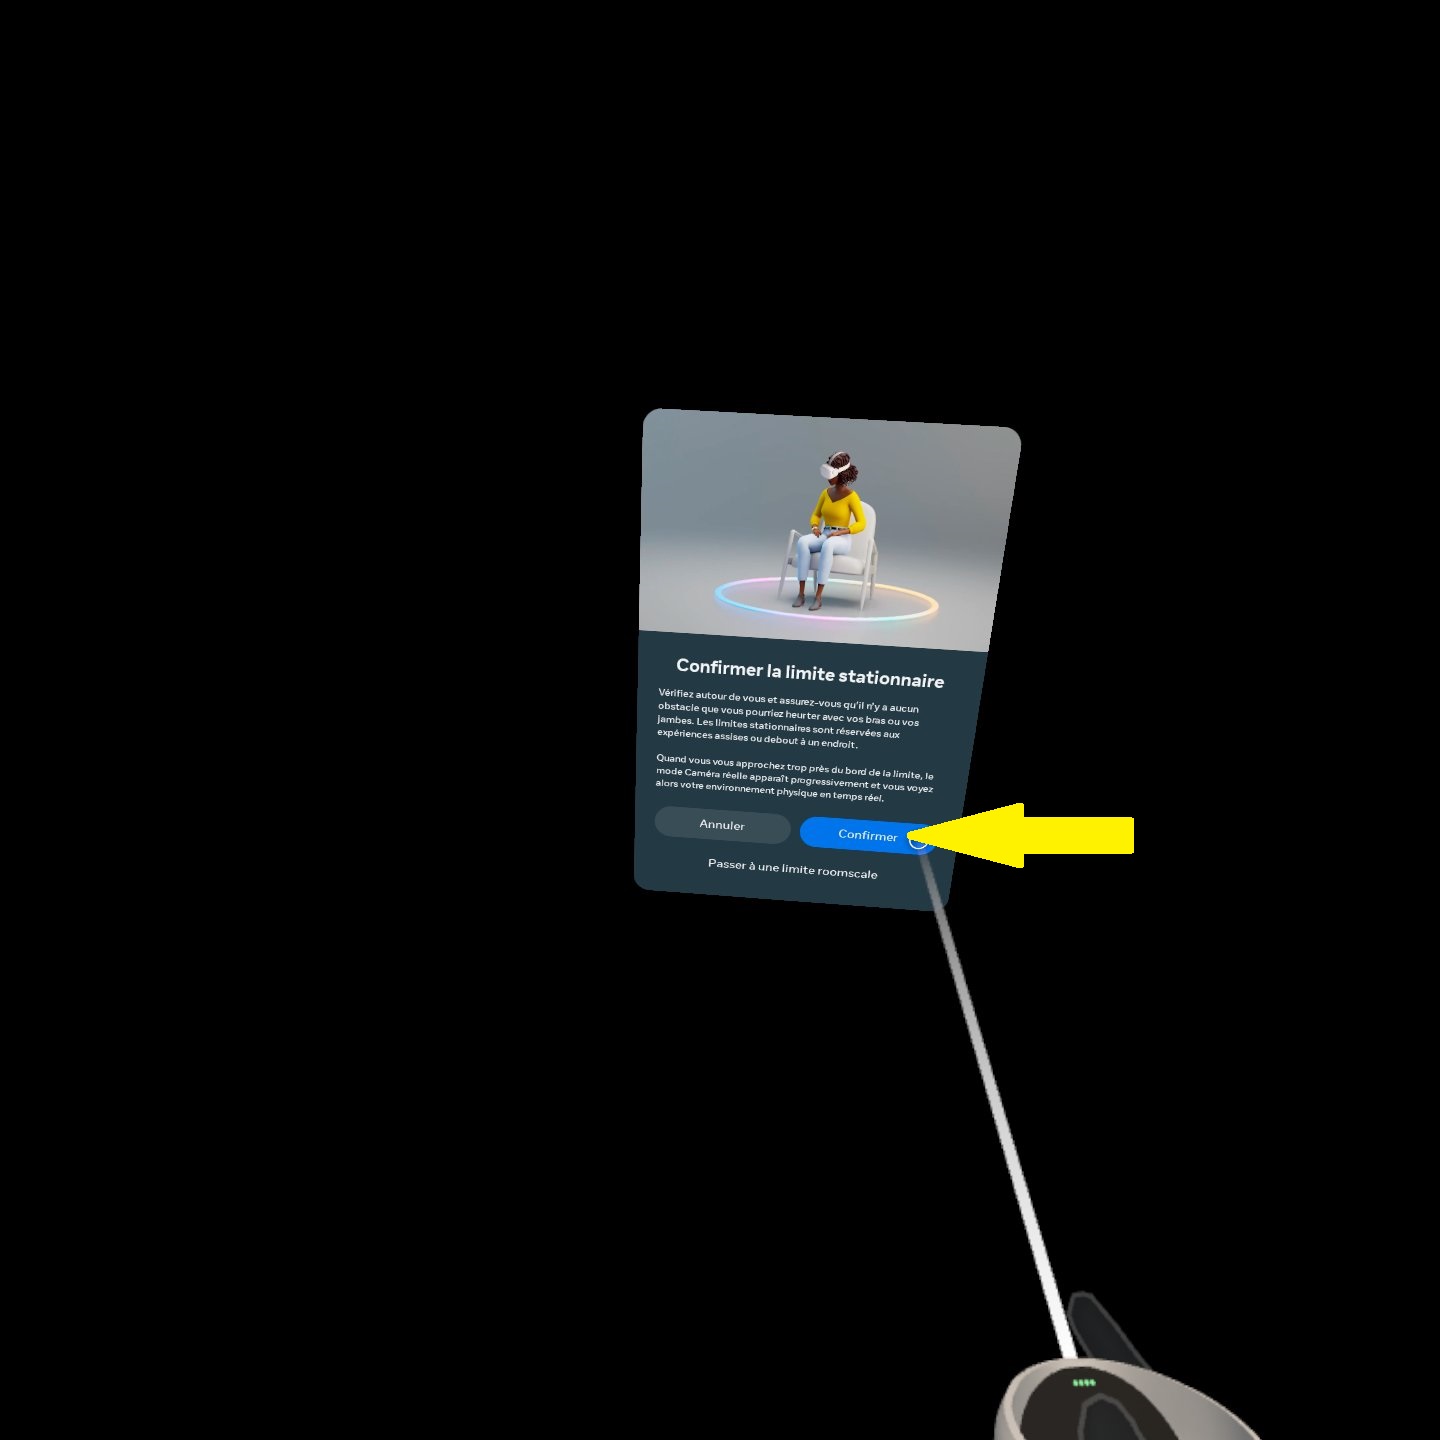 Confirmer la limite stationnaire
Vérifiez autour de vous et assurez-vous qu'il n'y a aucun
obstacle que vous pourriez heurter avec vos bras ou vos
jambes. Les limites stationnaires sont réservées aux
expériences assises ou debout à un endroit.
Quand vous vous approchez trop près du bord de la limite, le
mode Caméra réelle apparaît progressivement et vous voyez
alors votre environnement physique en temps réel.
Annuler
Confirmer
Passer à une limite roomscale